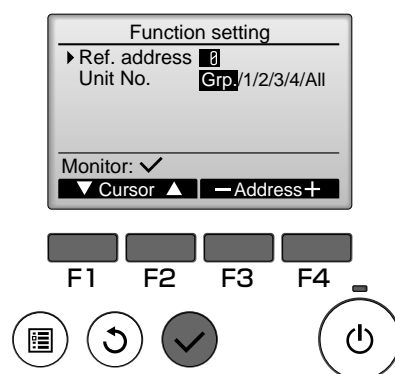 Function setting
Ref. address 0
Unit No. Grp./1/2/3/4/All
Monitor: ✓
▼ Cursor ▲ －Address＋
F1 F2 F3 F4